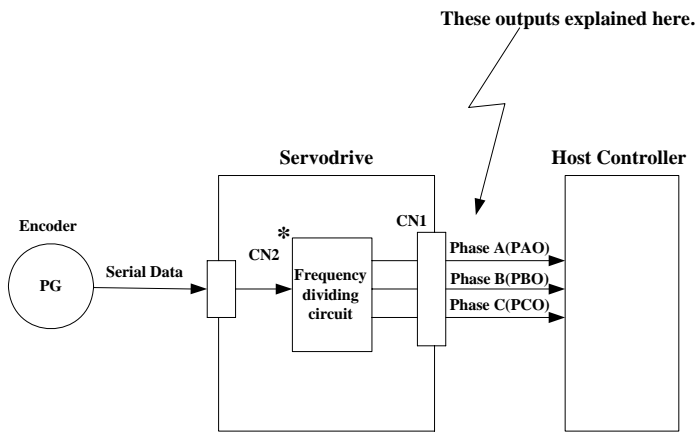 These outputs explained here.
Servodrive
Host Controller
Encoder
PG
Serial Data
CN2
*
Frequency
dividing
circuit
CN1
Phase A(PAO)
Phase B(PBO)
Phase C(PCO)